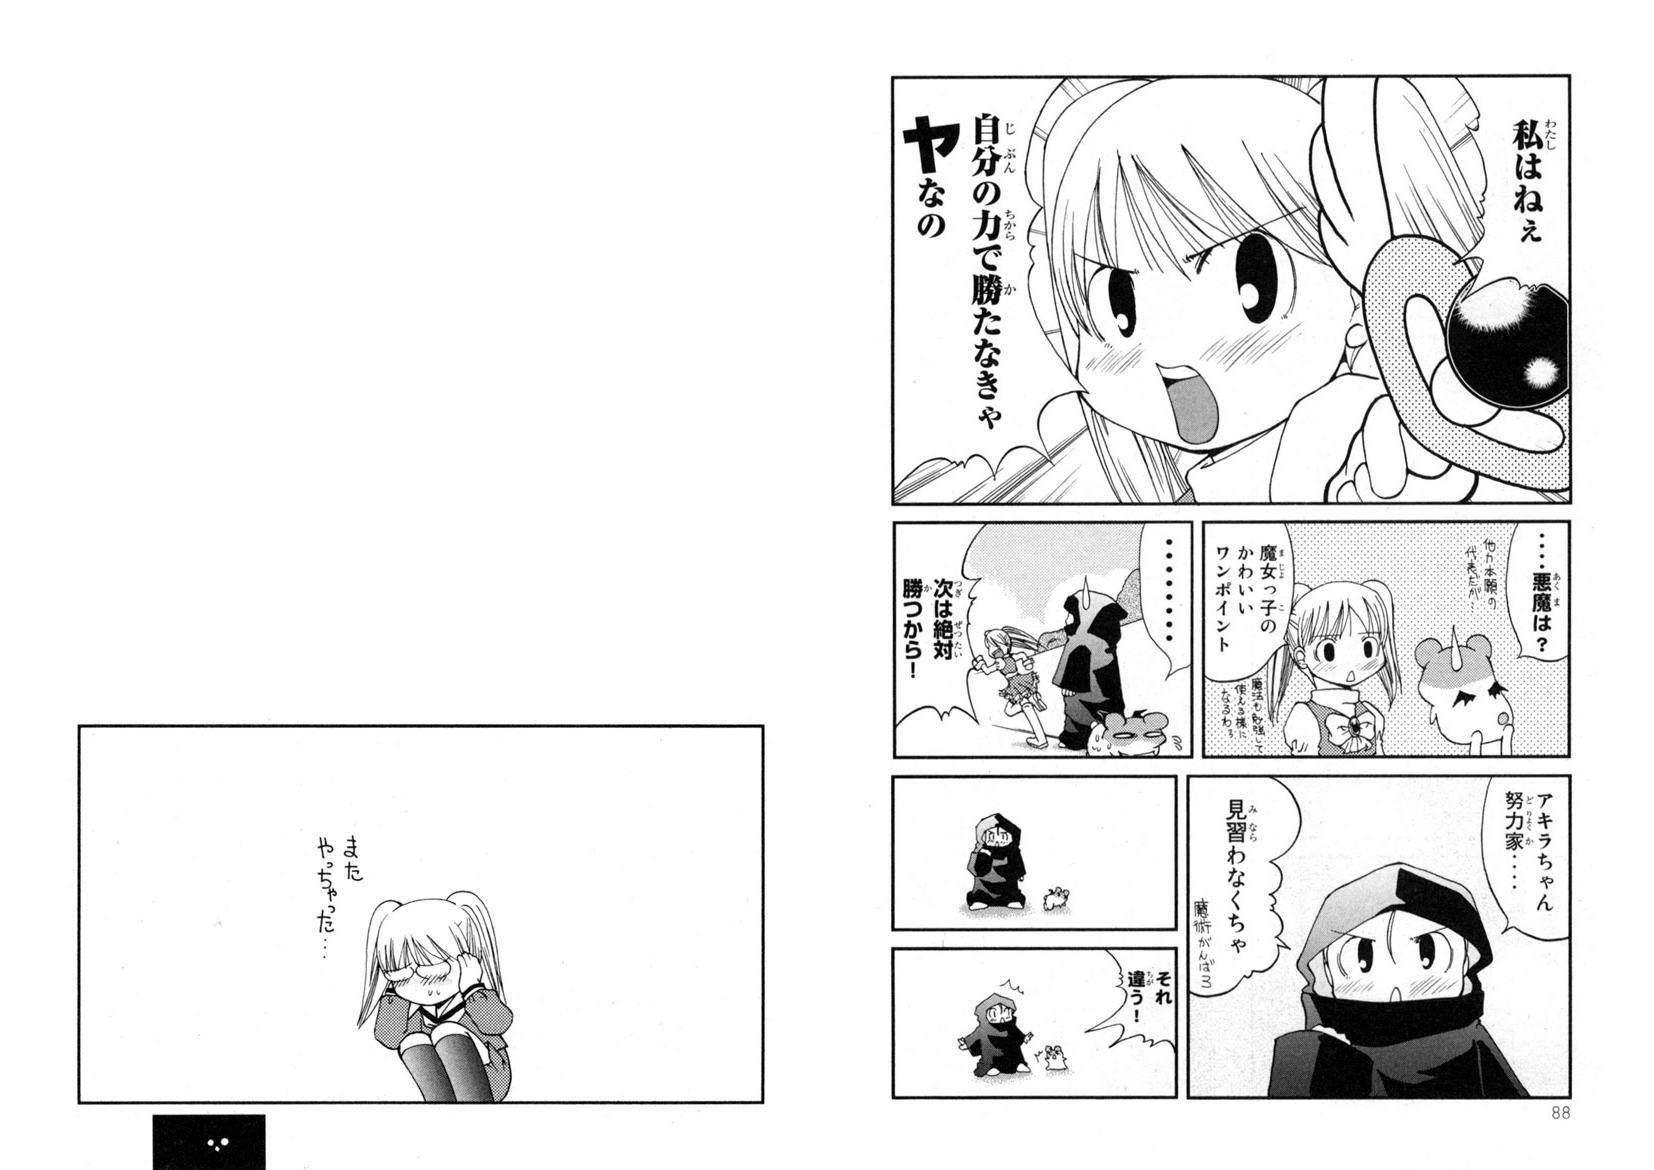 私はねぇ
自分の力で勝たなきゃ
ヤなの
‥‥悪魔は?
他力本願の
代表だが…
魔女っ子の
かわいい
ワンポイント
魔法も勉強して
使える様に
なるわよ
‥‥‥‥‥
次は絶対
勝つから!
アキラちゃん
努力家‥‥
見習わなくちゃ
魔術がんばろ
それ
違う!
88
また
やっちゃった…